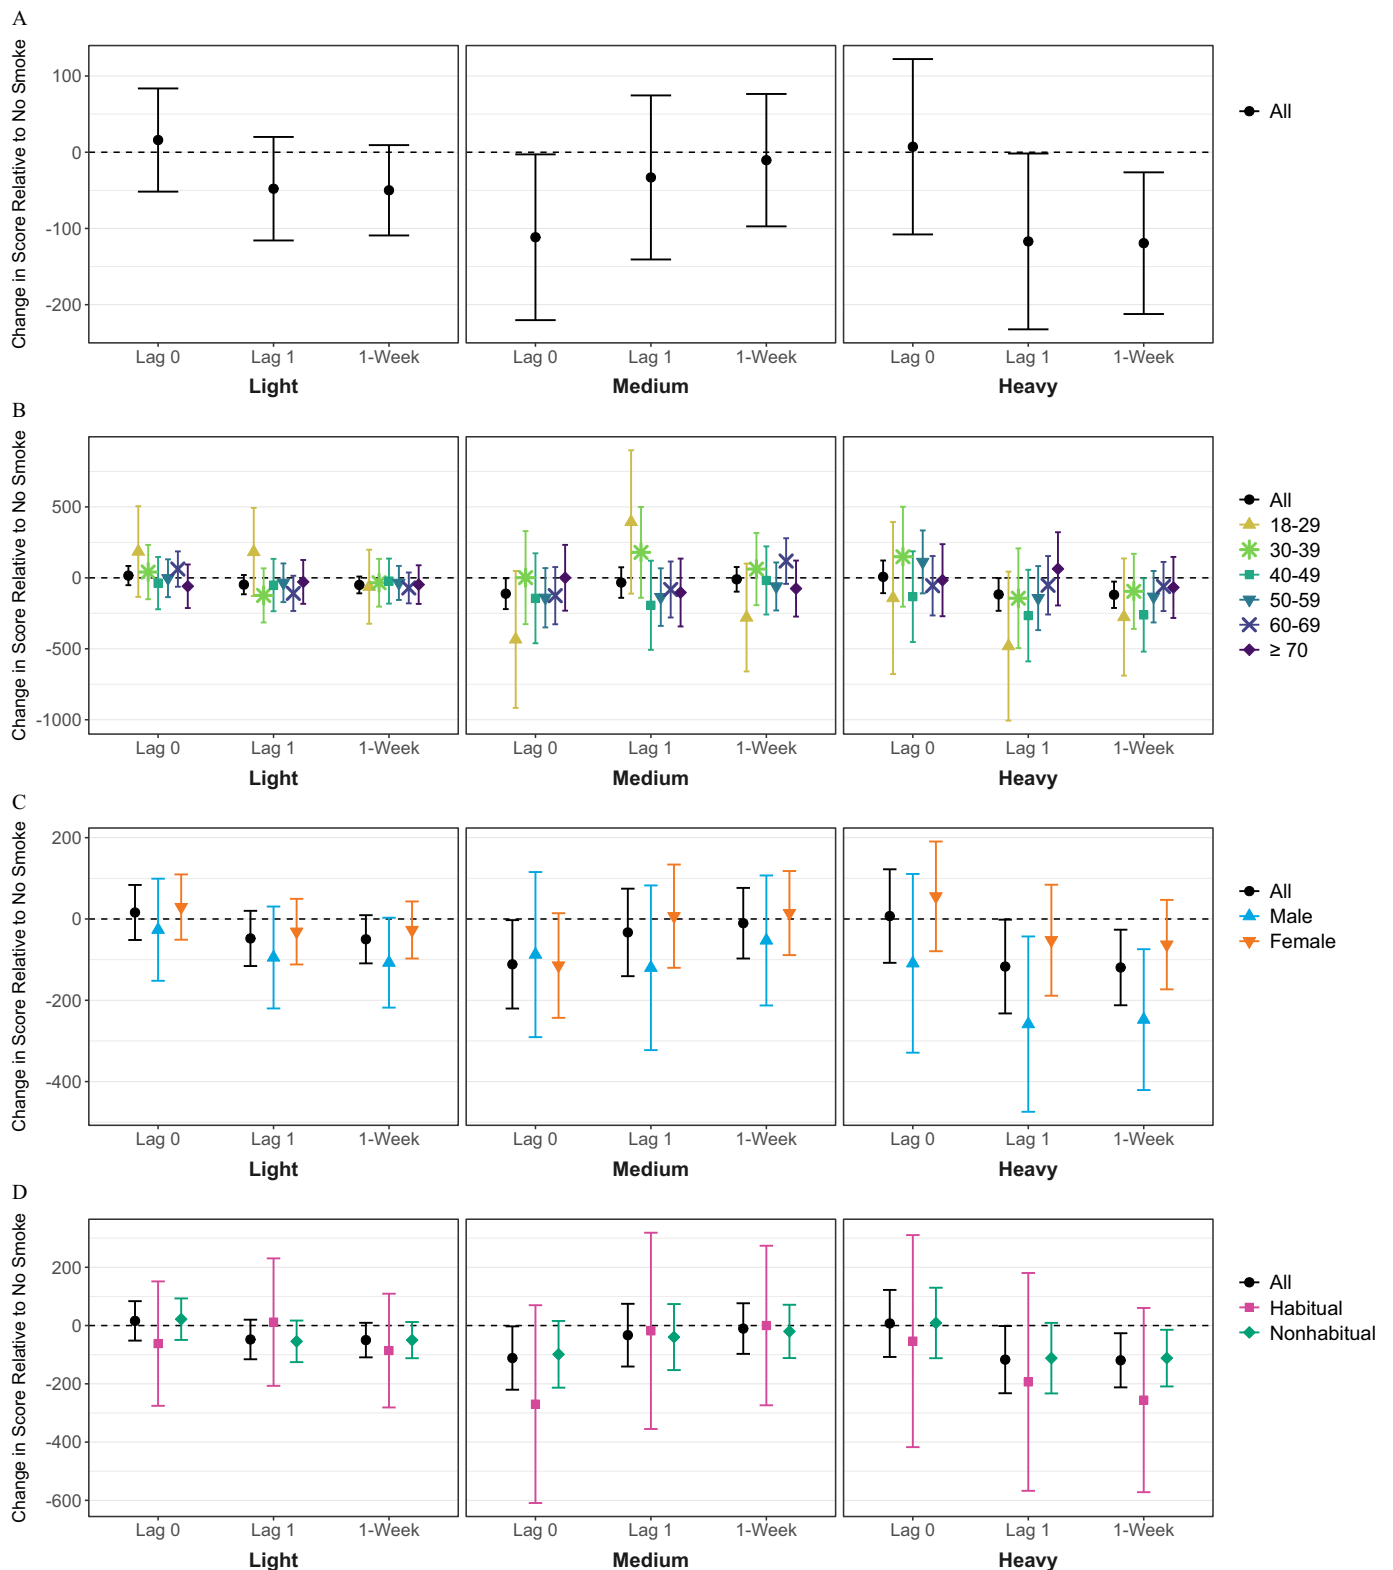 A
Change in Score Relative to No Smoke
100
0
-100
-200
Lag 0 Lag 1 1-Week
Lag 0 Lag 1 1-Week
Lag 0 Lag 1 1-Week
Light Medium Heavy
All
B
Change in Score Relative to No Smoke
500
0
-500
-1000
Lag 0 Lag 1 1-Week
Lag 0 Lag 1 1-Week
Lag 0 Lag 1 1-Week
Light Medium Heavy
All
18-29
30-39
40-49
50-59
60-69
≥ 70
C
Change in Score Relative to No Smoke
200
0
-200
-400
Lag 0 Lag 1 1-Week
Lag 0 Lag 1 1-Week
Lag 0 Lag 1 1-Week
Light Medium Heavy
All
Male
Female
D
Change in Score Relative to No Smoke
200
0
-200
-400
-600
Lag 0 Lag 1 1-Week
Lag 0 Lag 1 1-Week
Lag 0 Lag 1 1-Week
Light Medium Heavy
All
Habitual
Nonhabitual